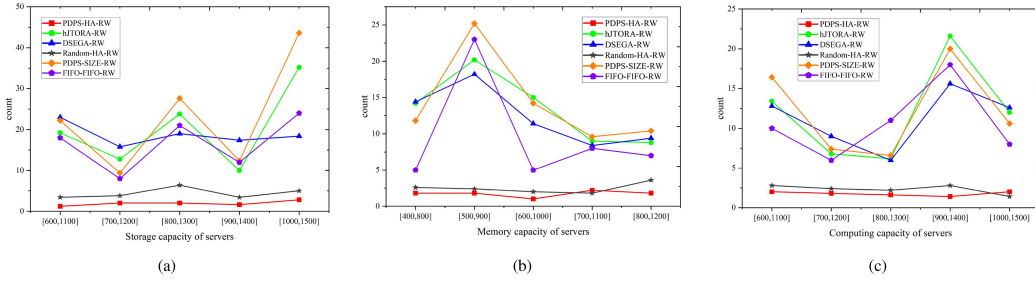 (a)
50
40
30
20
10
0
count
PDPS-HA-RW
hJTORA-RW
DSEGA-RW
Random-HA-RW
PDPS-SIZE-RW
FIFO-FIFO-RW
[600,1100] [700,1200] [800,1300] [900,1400] [1000,1500]
Storage capacity of servers
(a)
25
20
15
10
5
0
count
PDPS-HA-RW
hJTORA-RW
DSEGA-RW
Random-HA-RW
PDPS-SIZE-RW
FIFO-FIFO-RW
[400,800] [500,900] [600,1000] [700,1100] [800,1200]
Memory capacity of servers
(b)
25
20
15
10
5
0
count
PDPS-HA-RW
hJTORA-RW
DSEGA-RW
Random-HA-RW
PDPS-SIZE-RW
FIFO-FIFO-RW
[600,1100] [700,1200] [800,1300] [900,1400] [1000,1500]
Computing capacity of servers
(c)